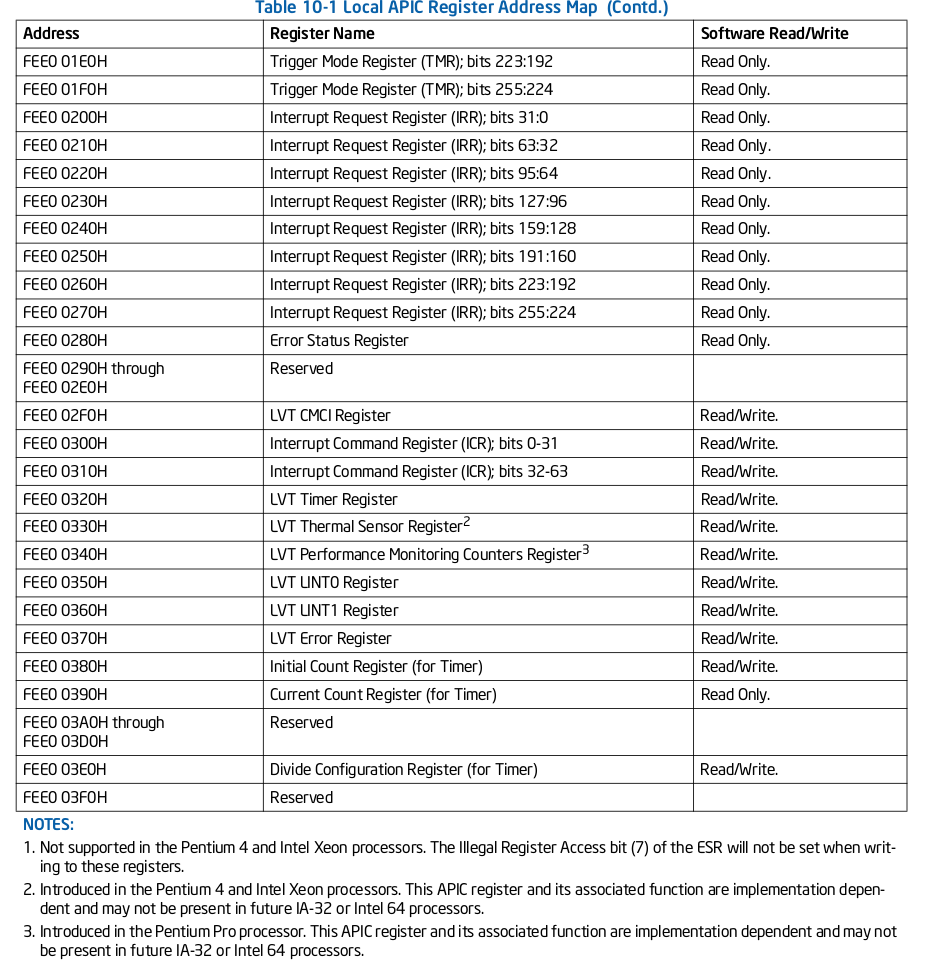 Table 10-1 Local APIC Register Address Map (Contd.)
Address Register Name Software Read/Write
FEE0 01E0H Trigger Mode Register (TMR); bits 223:192 Read Only.
FEE0 01F0H Trigger Mode Register (TMR); bits 255:224 Read Only.
FEE0 0200H Interrupt Request Register (IRR); bits 31:0 Read Only.
FEE0 0210H Interrupt Request Register (IRR); bits 63:32 Read Only.
FEE0 0220H Interrupt Request Register (IRR); bits 95:64 Read Only.
FEE0 0230H Interrupt Request Register (IRR); bits 127:96 Read Only.
FEE0 0240H Interrupt Request Register (IRR); bits 159:128 Read Only.
FEE0 0250H Interrupt Request Register (IRR); bits 191:160 Read Only.
FEE0 0260H Interrupt Request Register (IRR); bits 223:192 Read Only.
FEE0 0270H Interrupt Request Register (IRR); bits 255:224 Read Only.
FEE0 0280H Error Status Register Read Only.
FEE0 0290H through Reserved
FEE0 02E0H
FEE0 02F0H LVT CMCI Register Read/Write.
FEE0 0300H Interrupt Command Register (ICR); bits 0-31 Read/Write.
FEE0 0310H Interrupt Command Register (ICR); bits 32-63 Read/Write.
FEE0 0320H LVT Timer Register Read/Write.
FEE0 0330H LVT Thermal Sensor Register2 Read/Write.
FEE0 0340H LVT Performance Monitoring Counters Register3 Read/Write.
FEE0 0350H LVT LINT0 Register Read/Write.
FEE0 0360H LVT LINT1 Register Read/Write.
FEE0 0370H LVT Error Register Read/Write.
FEE0 0380H Initial Count Register (for Timer) Read/Write.
FEE0 0390H Current Count Register (for Timer) Read Only.
FEE0 03A0H through Reserved
FEE0 03D0H
FEE0 03E0H Divide Configuration Register (for Timer) Read/Write.
FEE0 03F0H Reserved
NOTES:
1. Not supported in the Pentium 4 and Intel Xeon processors. The Illegal Register Access bit (7) of the ESR will not be set when writ-
ing to these registers.
2. Introduced in the Pentium 4 and Intel Xeon processors. This APIC register and its associated function are implementation depen-
dent and may not be present in future IA-32 or Intel 64 processors.
3. Introduced in the Pentium Pro processor. This APIC register and its associated function are implementation dependent and may not
be present in future IA-32 or Intel 64 processors.